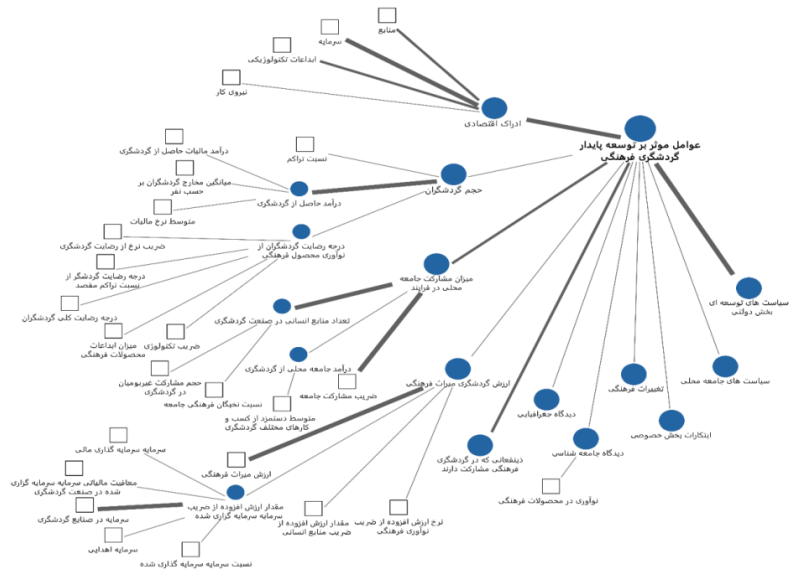 منابع
سرمایه
ابداعات تکنولوژیکی
نیروی کار
ادراک اقتصادی
عوامل موثر بر توسعه پایدار
گردشگری فرهنگی
درآمد مالیات حاصل از گردشگری
نسبت تراکم
میانگین مخارج گردشگران بر
حسب نفر
حجم گردشگران
درآمد حاصل از گردشگری
متوسط نرخ مالیات
ضریب نرخ از رضایت گردشگری
درجه رضایت گردشگران از
نوآوری محصول فرهنگی
درجه رضایت گردشگر از
نسبت تراکم مقصد
درجه رضایت کلی گردشگران
میزان ابداعات
محصولات فرهنگی
ضریب تکنولوژی
میزان مشارکت جامعه
محلی در فرایند
تعداد منابع انسانی در صنعت گردشگری
سیاست های توسعه ای
بخش دولتی
حجم مشارکت غیربومیان
در گردشگری
نسبت نخبگان فرهنگی جامعه
درآمد جامعه محلی از گردشگری
ضریب مشارکت جامعه
متوسط دستمزد از کسب و
کارهای مختلف گردشگری
ارزش گردشگری میراث فرهنگی
سیاست های جامعه محلی
تغییرات فرهنگی
دیدگاه جغرافیایی
ابتکارات بخش خصوصی
دیدگاه جامعه شناسی
ذینفعانی که در گردشگری
فرهنگی مشارکت دارند
نوآوری در محصولات فرهنگی
سرمایه سرمایه گذاری مالی
ارزش میراث فرهنگی
معافیت مالیاتی سرمایه سرمایه گزاری
شده در صنعت گردشگری
مقدار ارزش افزوده از ضریب
سرمایه سرمایه گزاری شده
سرمایه در صنایع گردشگری
مقدار ارزش افزوده از
ضریب منابع انسانی
نرخ ارزش افزوده از ضریب
نوآوری فرهنگی
سرمایه اهدایی
نسبت سرمایه سرمایه گذاری شده